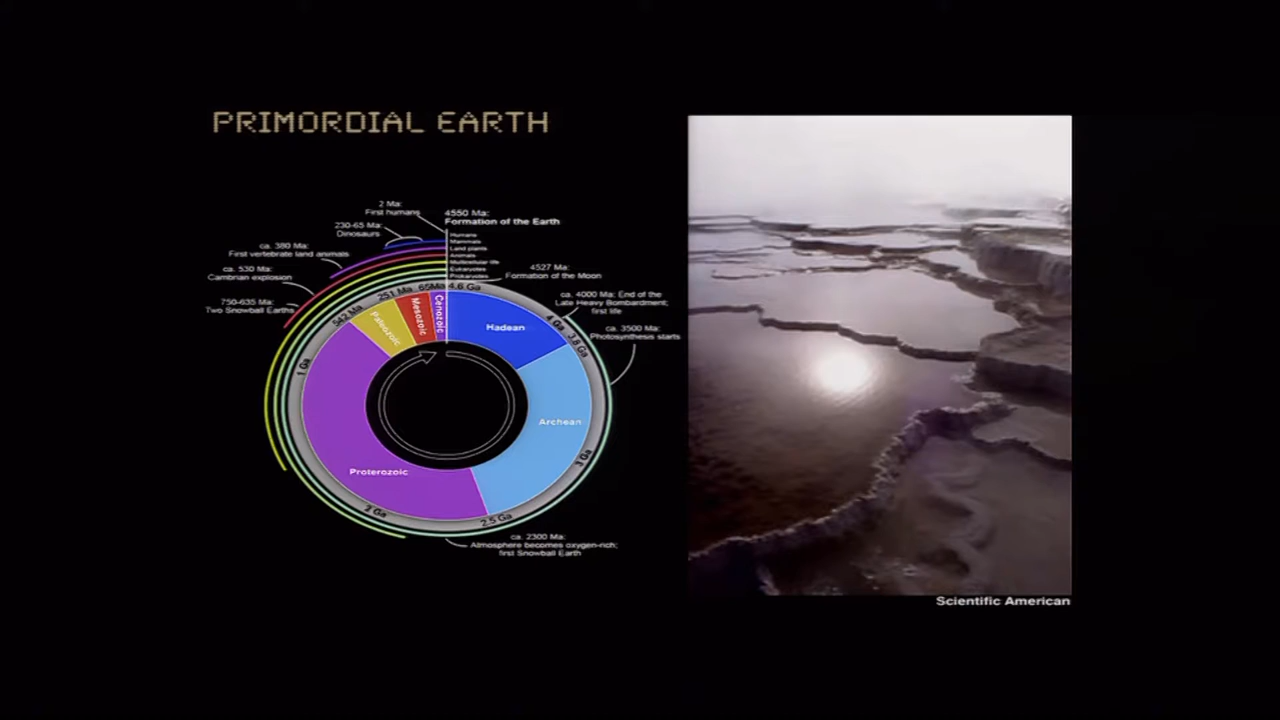 PRIMORDIAL EARTH
2 Ma:
First humans
4550 Ma:
Formation of the Earth
230-65 Ma:
Dinosaurs
Humans
Mammals
Land plants
Animals
Multicellular life
Eukaryotes
Prokaryotes
ca. 380 Ma:
First vertebrate land animals
4527 Ma:
Formation of the Moon
ca. 530 Ma:
Cambrian explosion
750-635 Ma:
Two Snowball Earths
ca. 4000 Ma: End of the
Late Heavy Bombardment;
first life
ca. 3500 Ma:
Photosynthesis starts
542 Ma
251 Ma
65Ma
4.6 Ga
4 Ga
3.8 Ga
3 Ga
2.5 Ga
2 Ga
1 Ga
Paleozoic
Mesozoic
Cenozoic
Hadean
Archean
Proterozoic
ca. 2300 Ma:
Atmosphere becomes oxygen-rich;
first Snowball Earth
Scientific American